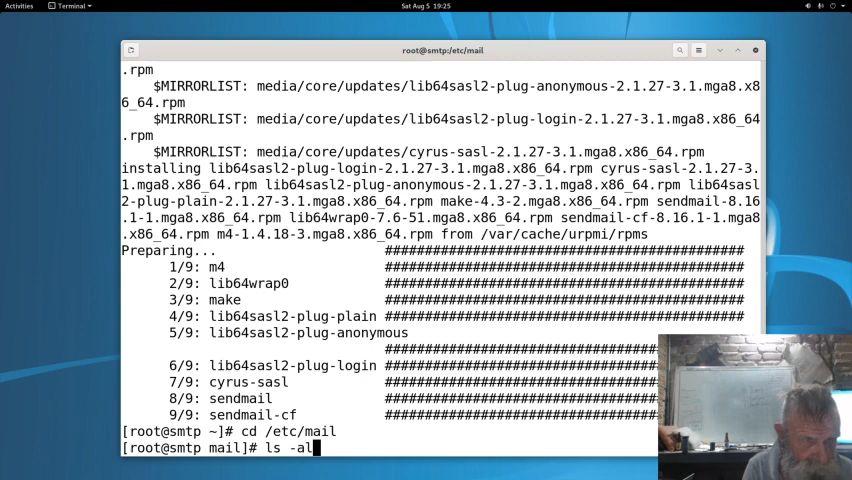 Activities Terminal Sat Aug 5 19:25
root@smtp:/etc/mail
.rpm
$MIRRORLIST: media/core/updates/lib64sasl2-plug-anonymous-2.1.27-3.1.mga8.x8
6_64.rpm
$MIRRORLIST: media/core/updates/lib64sasl2-plug-login-2.1.27-3.1.mga8.x86_64
.rpm
$MIRRORLIST: media/core/updates/cyrus-sasl-2.1.27-3.1.mga8.x86_64.rpm
installing lib64sasl2-plug-login-2.1.27-3.1.mga8.x86_64.rpm cyrus-sasl-2.1.27-3.
1.mga8.x86_64.rpm lib64sasl2-plug-anonymous-2.1.27-3.1.mga8.x86_64.rpm lib64sasl
2-plug-plain-2.1.27-3.1.mga8.x86_64.rpm make-4.3-2.mga8.x86_64.rpm sendmail-8.16
.1-1.mga8.x86_64.rpm lib64wrap0-7.6-51.mga8.x86_64.rpm sendmail-cf-8.16.1-1.mga8
.x86_64.rpm m4-1.4.18-3.mga8.x86_64.rpm from /var/cache/urpmi/rpms
Preparing... #############################################
1/9: m4 #############################################
2/9: lib64wrap0 #############################################
3/9: make #############################################
4/9: lib64sasl2-plug-plain #############################################
5/9: lib64sasl2-plug-anonymous
##################################
6/9: lib64sasl2-plug-login ##################################
7/9: cyrus-sasl ##################################
8/9: sendmail ##################################
9/9: sendmail-cf ##################################
[root@smtp ~]# cd /etc/mail
[root@smtp mail]# ls -al